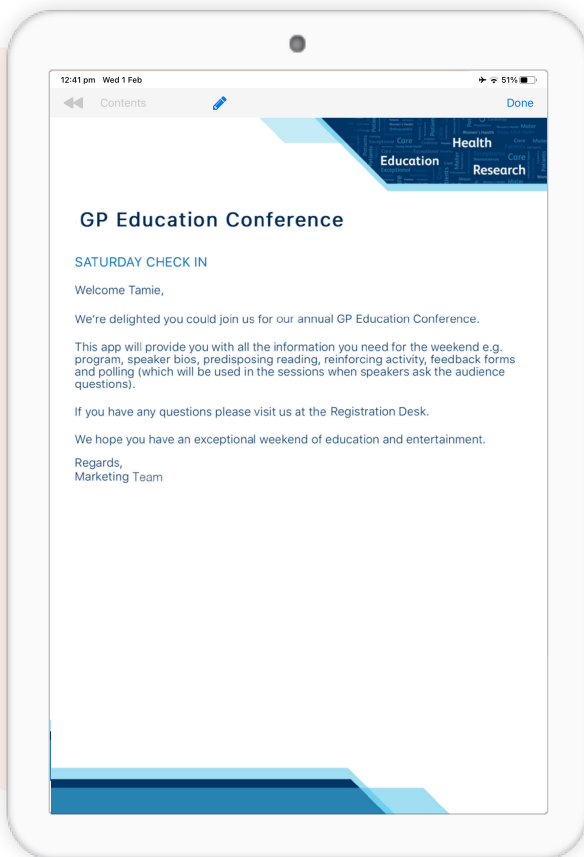 12:41 pm Wed 1 Feb
51%
Contents
Done
Care
Health
Education
Care
Research
GP Education Conference
SATURDAY CHECK IN
Welcome Tamie,
We're delighted you could join us for our annual GP Education Conference.
This app will provide you with all the information you need for the weekend e.g.
program, speaker bios, predisposing reading, reinforcing activity, feedback forms
and polling (which will be used in the sessions when speakers ask the audience
questions).
If you have any questions please visit us at the Registration Desk.
We hope you have an exceptional weekend of education and entertainment.
Regards,
Marketing Team